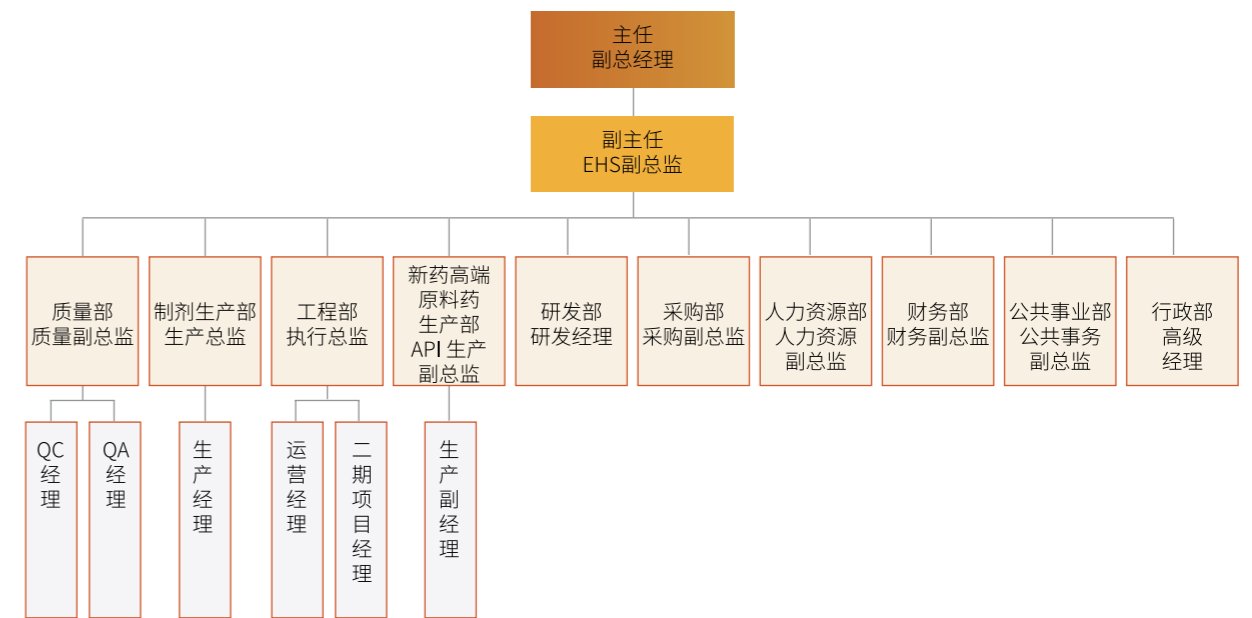 主任
副总经理
副主任
EHS副总监
质量部
质量副总监
制剂生产部
生产总监
工程部
执行总监
新药高端
原料药
生产部
API 生产
副总监
研发部
研发经理
采购部
采购副总监
人力资源部
人力资源
副总监
财务部
财务副总监
公共事业部
公共事务
副总监
行政部
高级
经理
QC
经理
QA
经理
生产经理
运营经理
二期项目经理
生产副经理